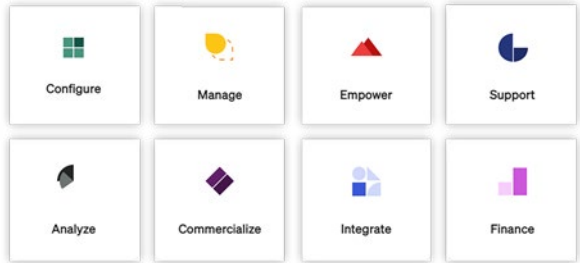 Configure
Manage
Empower
Support
Analyze
Commercialize
Integrate
Finance